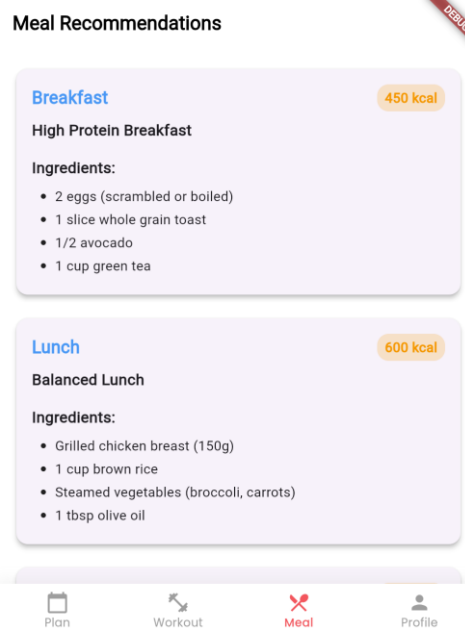 Meal Recommendations
Breakfast
450 kcal
High Protein Breakfast
Ingredients:
• 2 eggs (scrambled or boiled)
• 1 slice whole grain toast
• 1/2 avocado
• 1 cup green tea
Lunch
600 kcal
Balanced Lunch
Ingredients:
• Grilled chicken breast (150g)
• 1 cup brown rice
• Steamed vegetables (broccoli, carrots)
• 1 tbsp olive oil
Plan
Workout
Meal
Profile